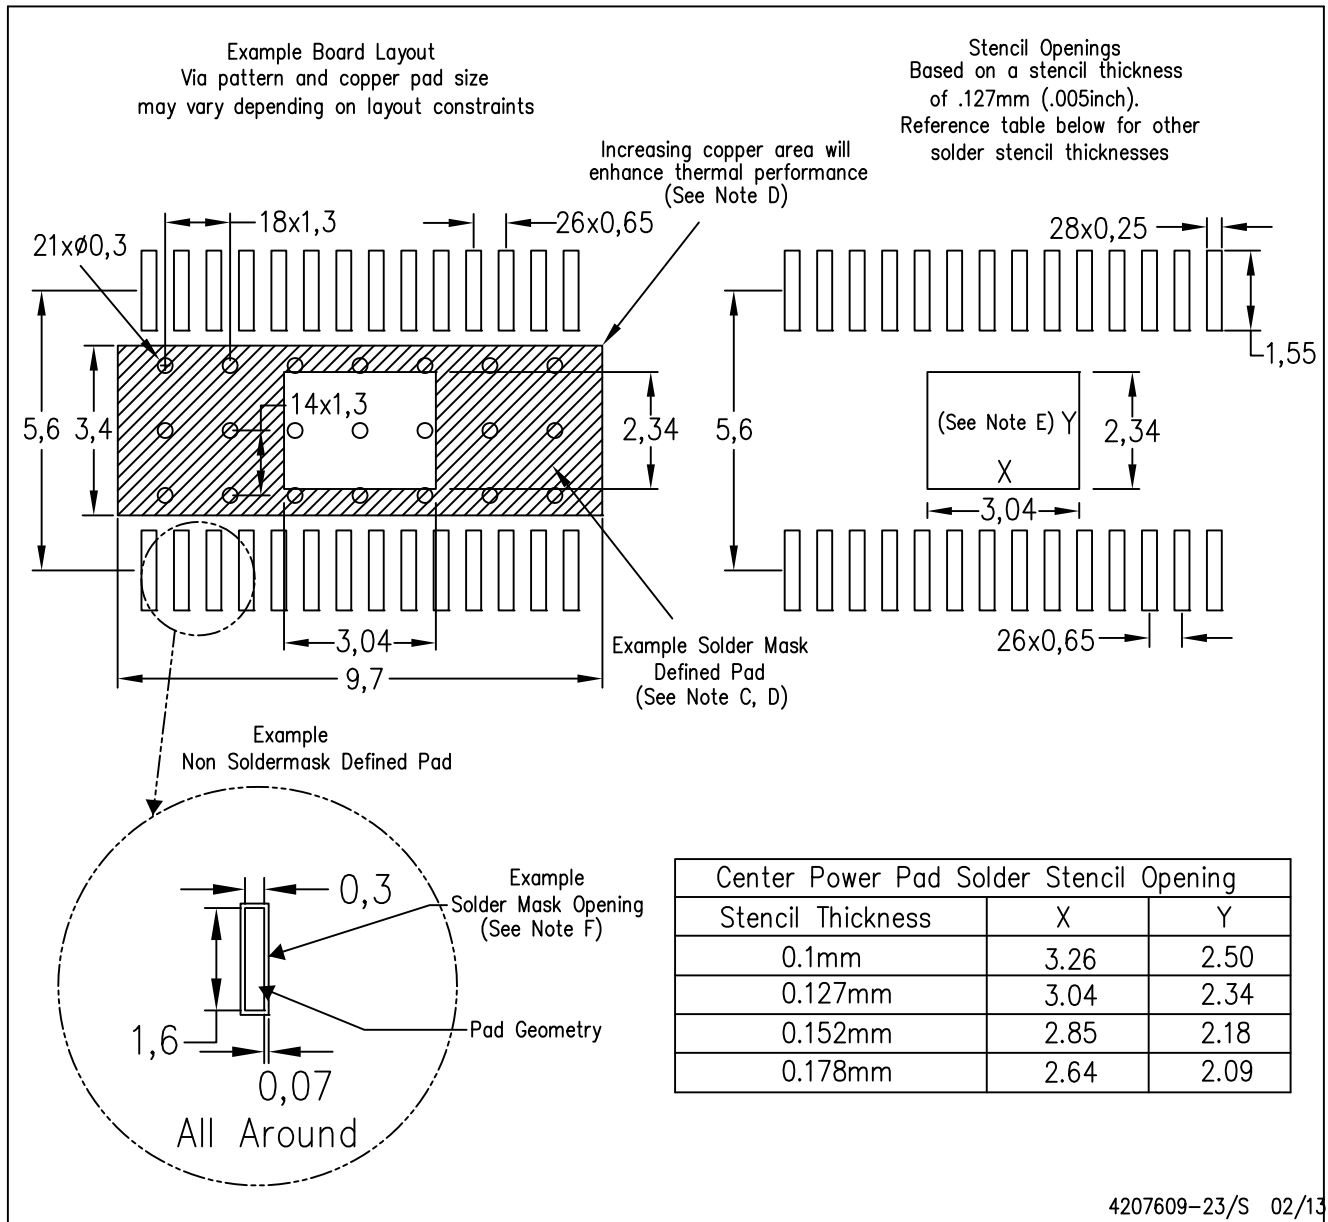 Example Board Layout
Via pattern and copper pad size
may vary depending on layout constraints
Stencil Openings
Based on a stencil thickness
of .127mm (.005inch).
Reference table below for other
solder stencil thicknesses
Increasing copper area will
enhance thermal performance
(See Note D)
18x1,3
26x0,65
21xø0,3
28x0,25
1,55
14x1,3
5,6
3,4
2,34
5,6
(See Note E) Y
X
2,34
3,04
3,04
9,7
Example Solder Mask
Defined Pad
(See Note C, D)
26x0,65
Example
Non Soldermask Defined Pad
0,3
Example
Solder Mask Opening
(See Note F)
1,6
Pad Geometry
0,07
All Around
Center Power Pad Solder Stencil Opening
Stencil Thickness X Y
0.1mm 3.26 2.50
0.127mm 3.04 2.34
0.152mm 2.85 2.18
0.178mm 2.64 2.09
4207609-23/S 02/13